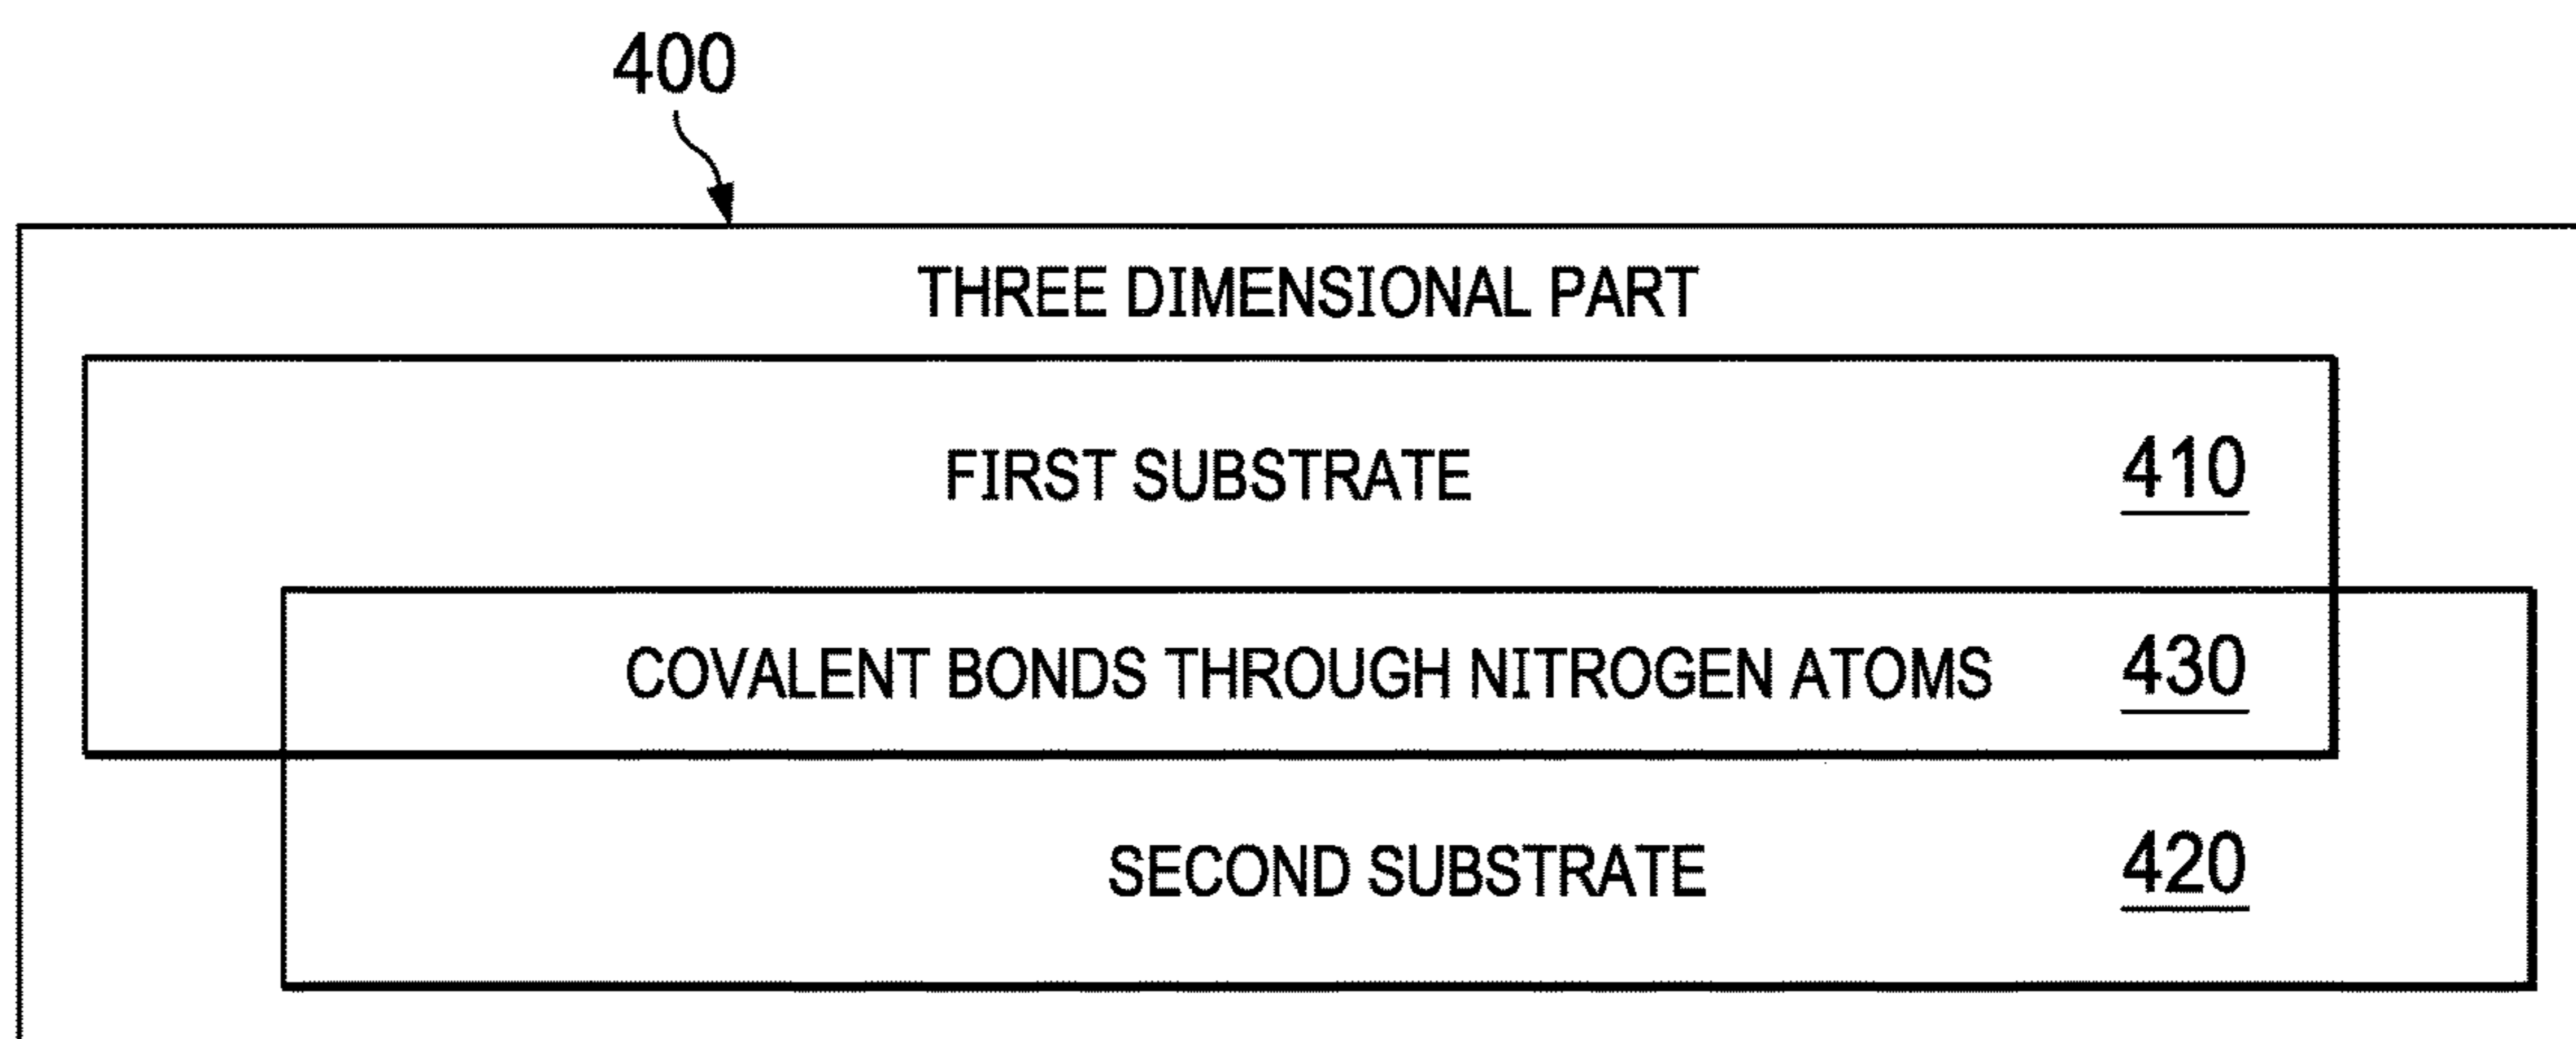 400
THREE DIMENSIONAL PART
FIRST SUBSTRATE 410
COVALENT BONDS THROUGH NITROGEN ATOMS 430
SECOND SUBSTRATE 420